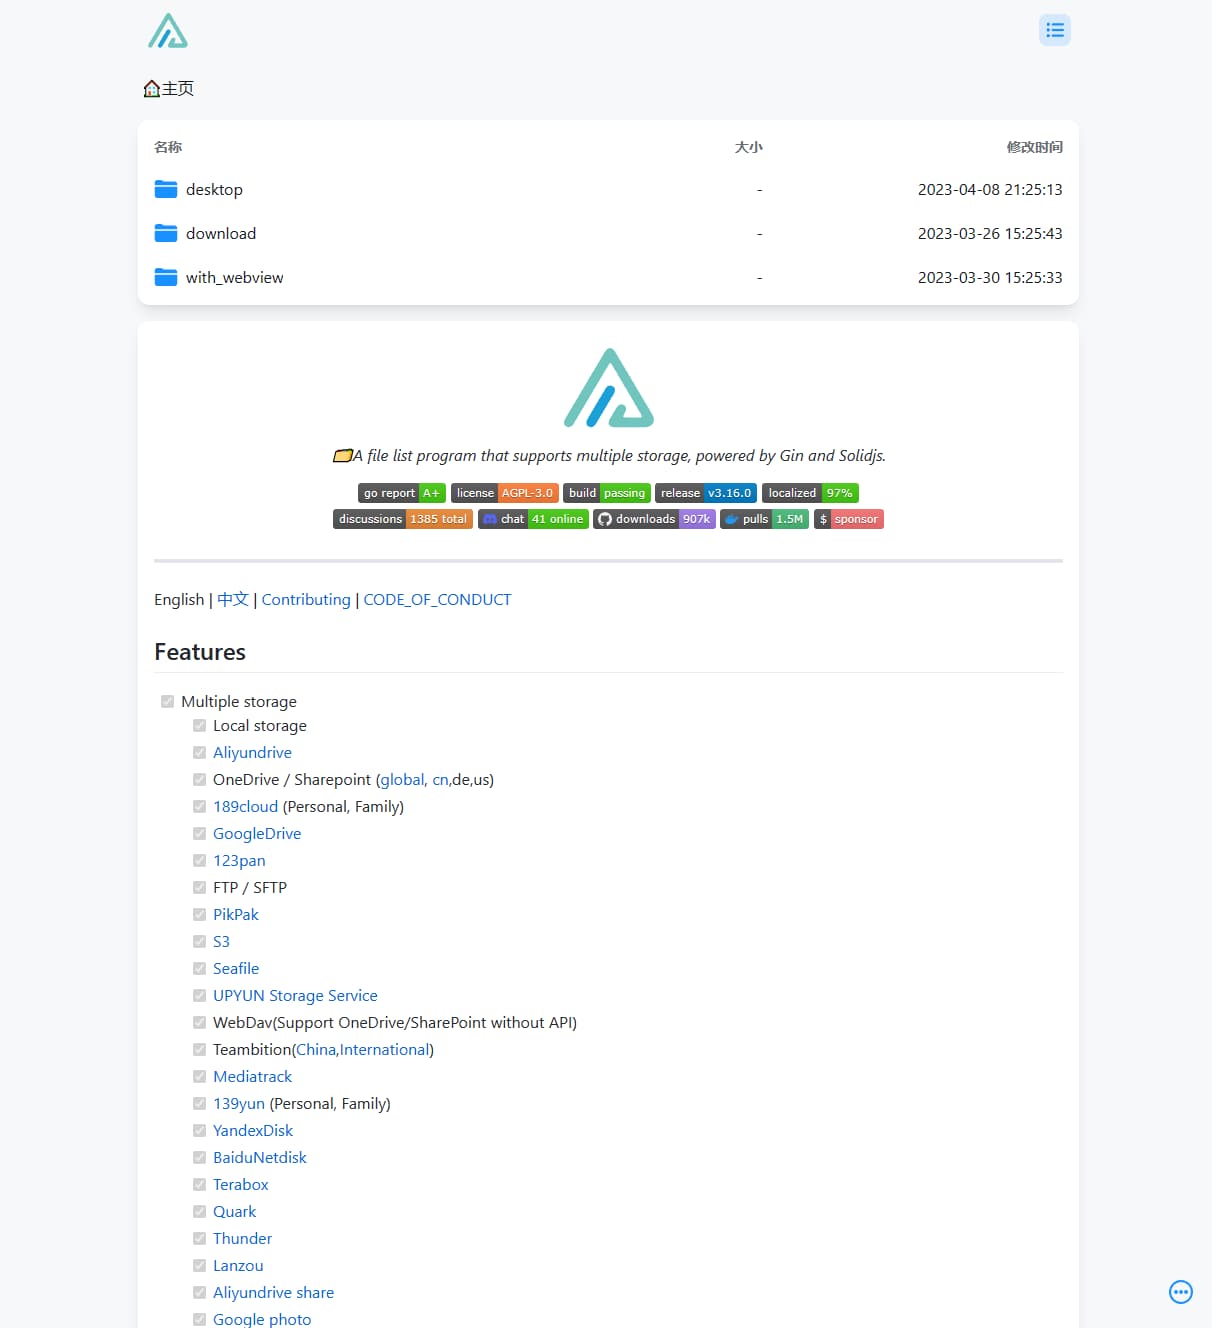 主页
名称 大小 修改时间
desktop - 2023-04-08 21:25:13
download - 2023-03-26 15:25:43
with_webview - 2023-03-30 15:25:33
A file list program that supports multiple storage, powered by Gin and Solidjs.
go report A+ license AGPL-3.0 build passing release v3.16.0 localized 97%
discussions 1385 total chat 41 online downloads 907k pulls 1.5M $ sponsor
English | 中文 | Contributing | CODE_OF_CONDUCT
Features
Multiple storage
Local storage
Aliyundrive
OneDrive / Sharepoint (global, cn,de,us)
189cloud (Personal, Family)
GoogleDrive
123pan
FTP / SFTP
PikPak
S3
Seafile
UPYUN Storage Service
WebDav(Support OneDrive/SharePoint without API)
Teambition(China,International)
Mediatrack
139yun (Personal, Family)
YandexDisk
BaiduNetdisk
Terabox
Quark
Thunder
Lanzou
Aliyundrive share
Google photo